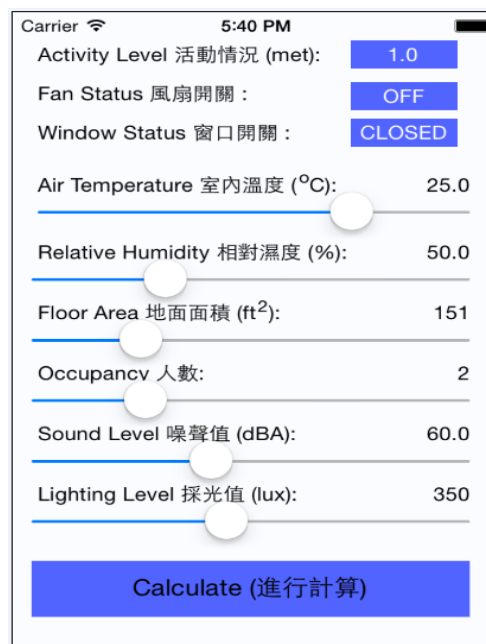 Carrier 5:40 PM
Activity Level 活動情況 (met): 1.0
Fan Status 風扇開關 : OFF
Window Status 窗口開關 : CLOSED
Air Temperature 室內溫度 (°C): 25.0
Relative Humidity 相對濕度 (%): 50.0
Floor Area 地面面積 (ft²): 151
Occupancy 人數: 2
Sound Level 噪聲值 (dBA): 60.0
Lighting Level 採光值 (lux): 350
Calculate (進行計算)